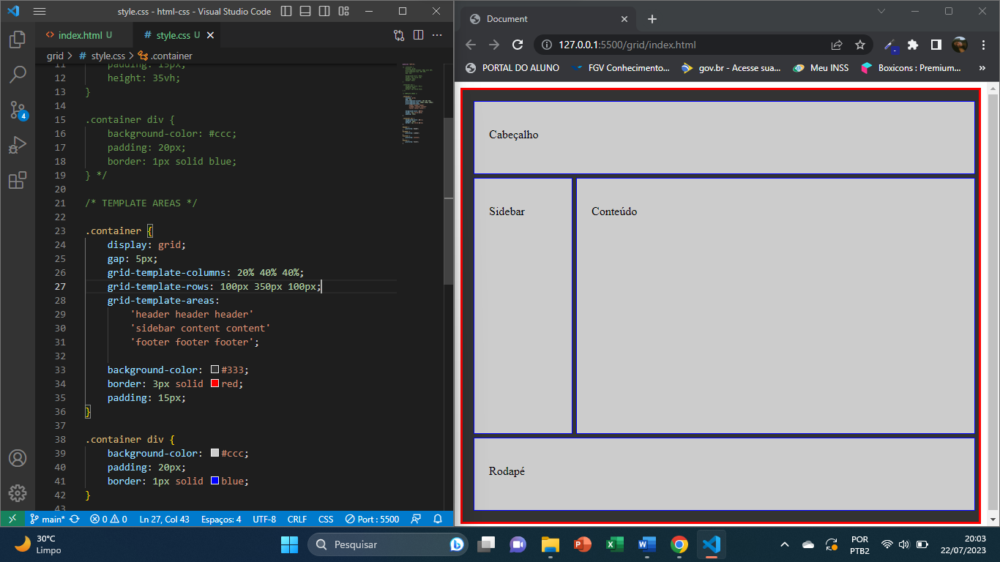 style.css - html-css - Visual Studio Code
index.html U
# style.css U
grid > # style.css > .container
11 padding: 15px;
12 height: 35vh;
13 }
14
15 .container div {
16 background-color: #ccc;
17 padding: 20px;
18 border: 1px solid blue;
19 } */
20
21 /* TEMPLATE AREAS */
22
23 .container {
24 display: grid;
25 gap: 5px;
26 grid-template-columns: 20% 40% 40%;
27 grid-template-rows: 100px 350px 100px;
28 grid-template-areas:
29 'header header header'
30 'sidebar content content'
31 'footer footer footer';
32
33 background-color: #333;
34 border: 3px solid red;
35 padding: 15px;
36 }
37
38 .container div {
39 background-color: #ccc;
40 padding: 20px;
41 border: 1px solid blue;
42 }
43
4
main* 0 0 Ln 27, Col 43 Espaços: 4 UTF-8 CRLF CSS Port : 5500
Document
127.0.0.1:5500/grid/index.html
PORTAL DO ALUNO FGV Conhecimento... gov.br - Acesse sua... Meu INSS Boxicons : Premium... »
Cabeçalho
Sidebar
Conteúdo
Rodapé
30°C
Limpo
Pesquisar
POR
PTB2
20:03
22/07/2023